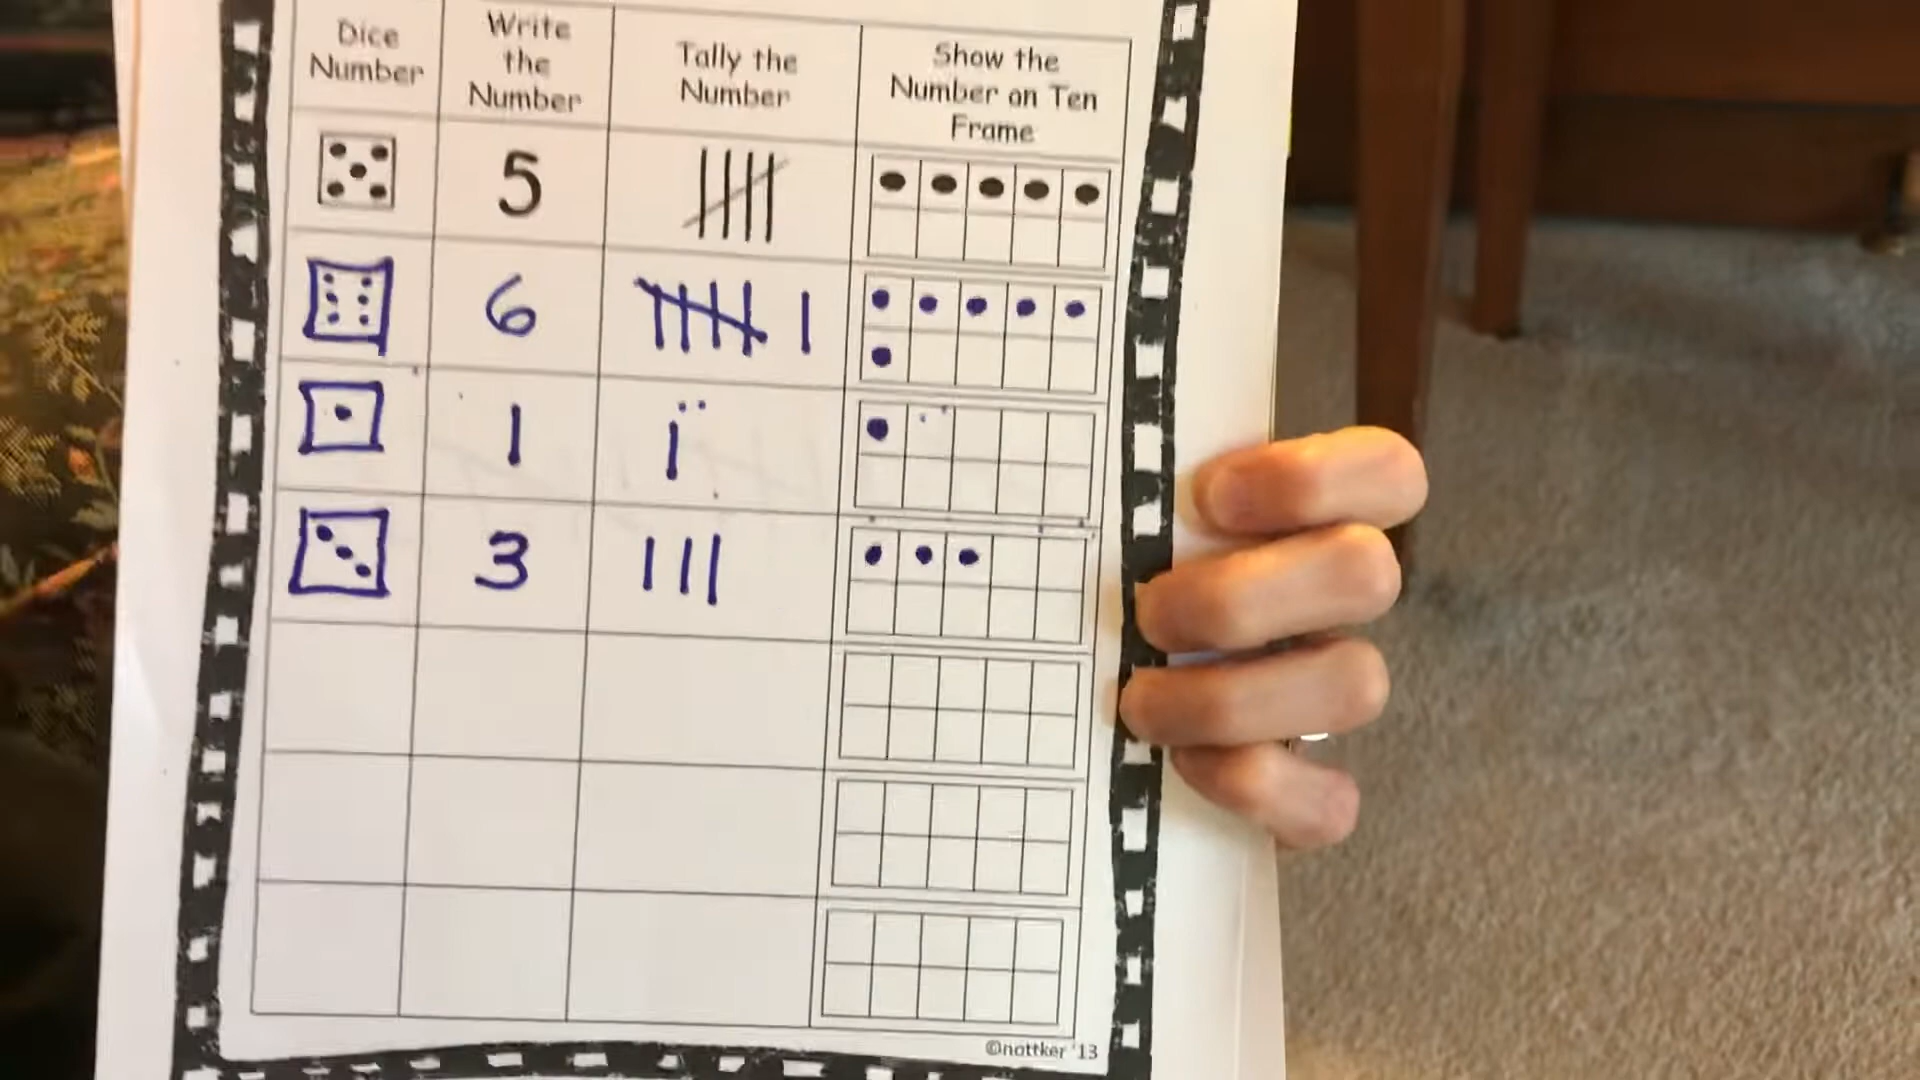 Dice Number
Write the Number
Tally the Number
Show the Number on Ten Frame
5
6
1
3
©nottker '13